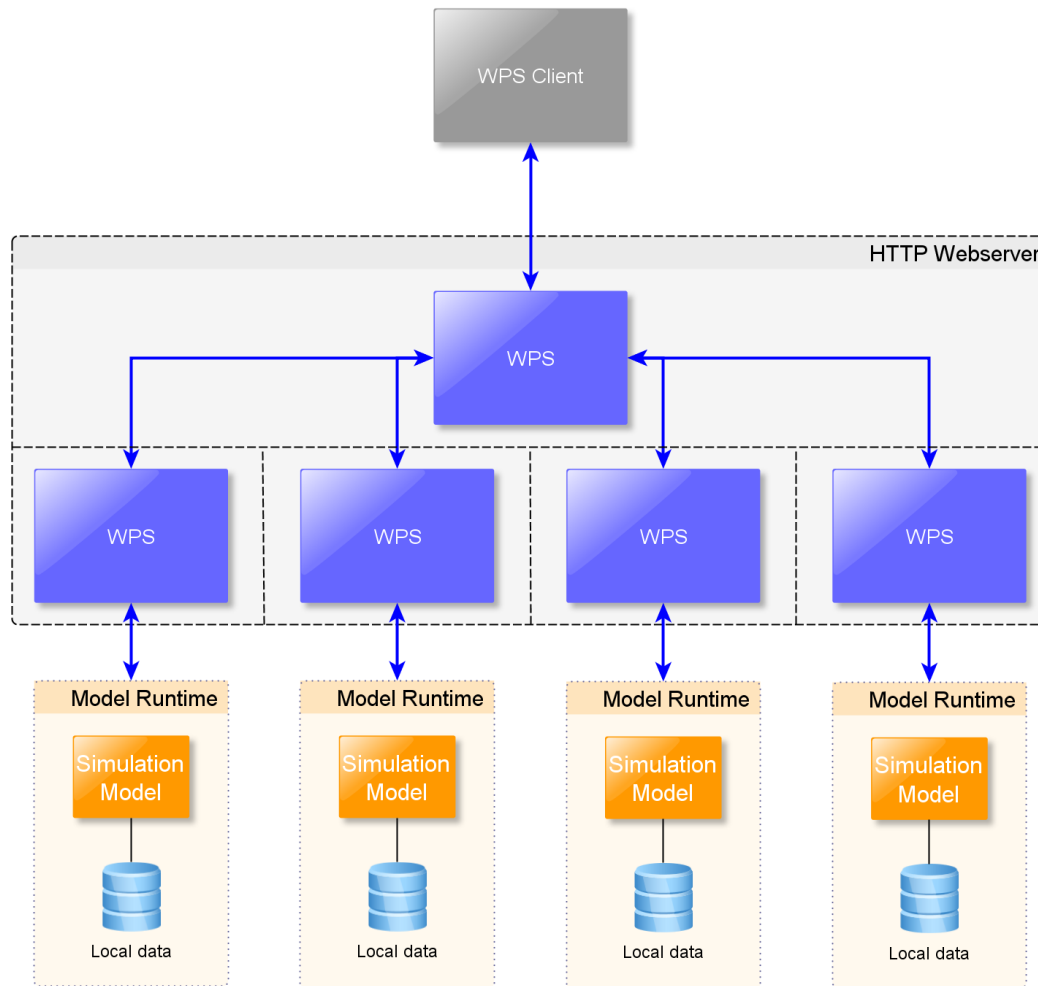 WPS Client
HTTP Webserver
WPS
WPS
WPS
WPS
WPS
Model Runtime
Model Runtime
Model Runtime
Model Runtime
Simulation
Model
Simulation
Model
Simulation
Model
Simulation
Model
Local data
Local data
Local data
Local data